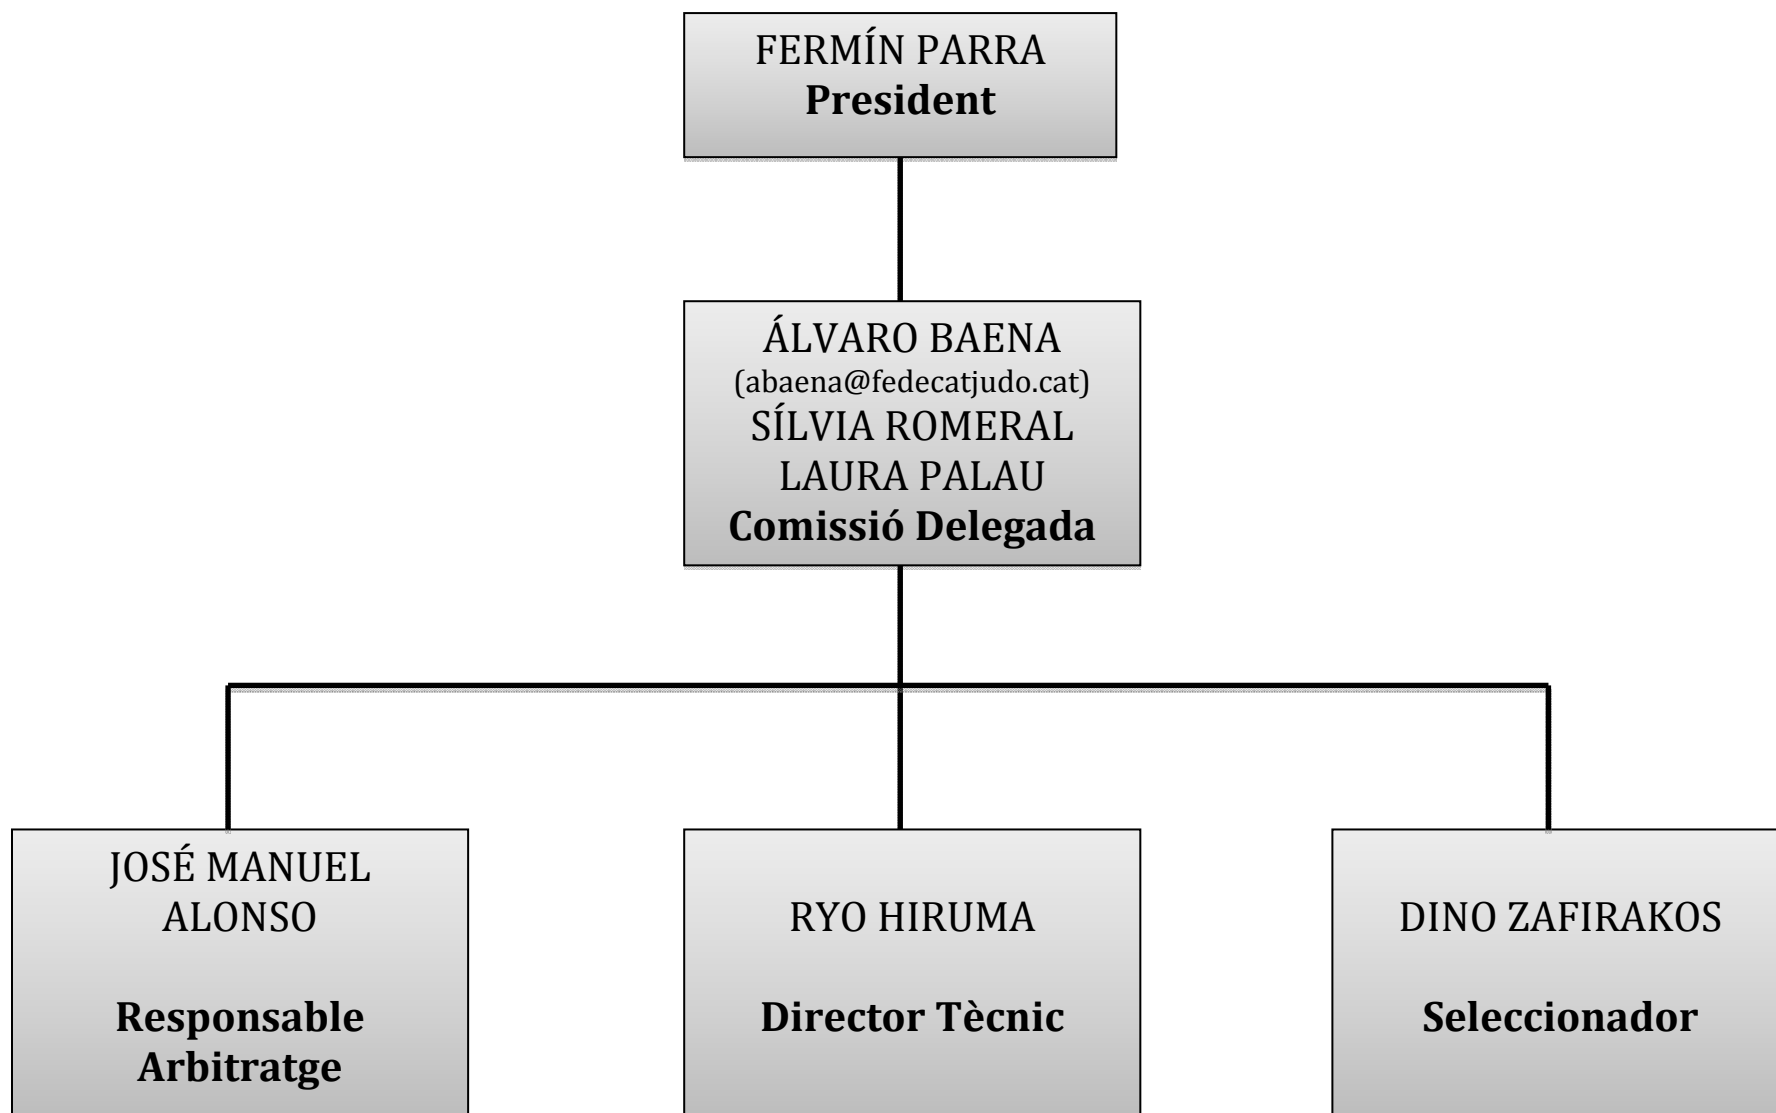 FERMÍN PARRA
President
ÁLVARO BAENA
(abaena@fedecatjudo.cat)
SÍLVIA ROMERAL
LAURA PALAU
Comissió Delegada
JOSÉ MANUEL
ALONSO
Responsable
Arbitratge
RYO HIRUMA
Director Tècnic
DINO ZAFIRAKOS
Seleccionador